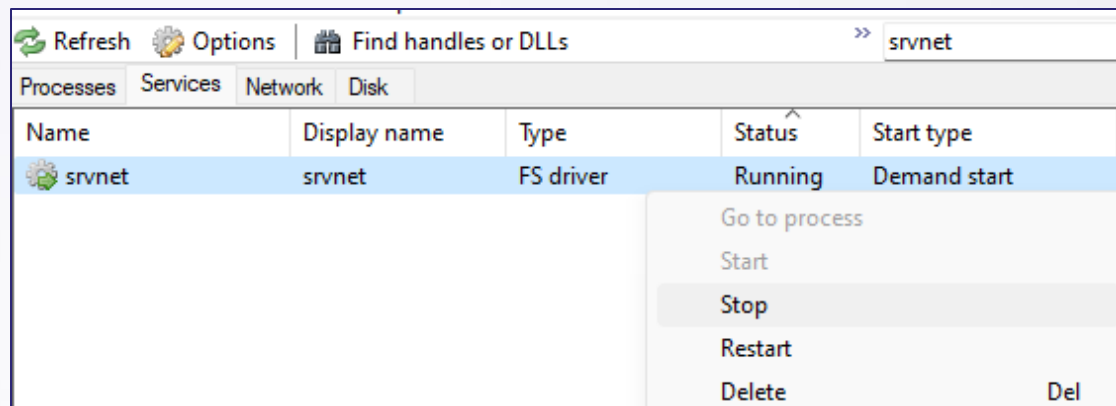 Refresh Options Find handles or DLLs » srvnet
Processes Services Network Disk
Name Display name Type Status Start type
srvnet srvnet FS driver Running Demand start
Go to process
Start
Stop
Restart
Delete Del